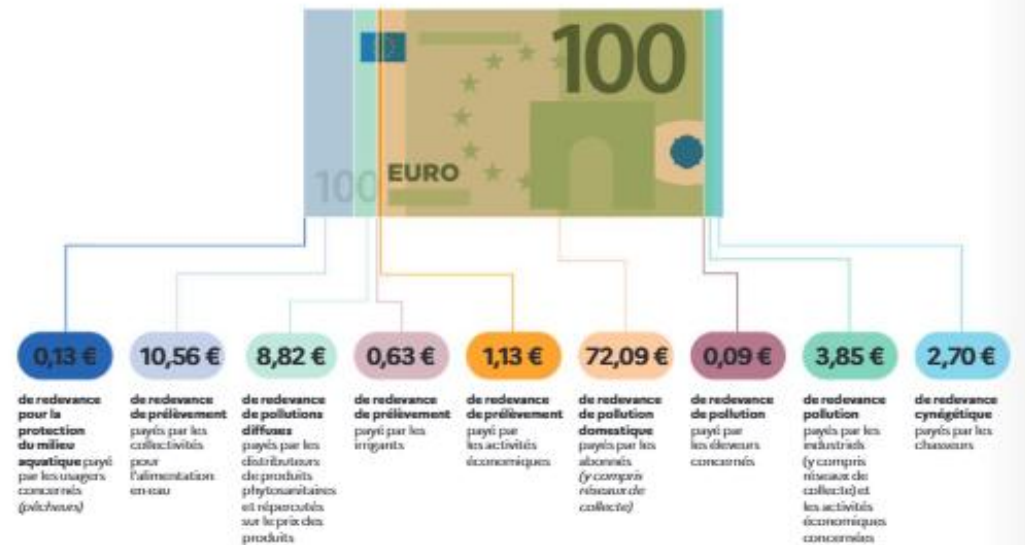 100
100
EURO
0,13 €
10,56 €
8,82 €
0,63 €
1,13 €
72,09 €
0,09 €
3,85 €
2,70 €
de redevance
pour la
protection
du milieu
aquatique payé
par les usagers
concernés
(pêcheurs)
de redevance
de prélèvement
payés par les
collectivités
pour
l'alimentation
en eau
de redevance
de pollutions
diffuses
payés par les
distributeurs
de produits
phytosanitaires
et répercutés
sur le prix des
produits
de redevance
de prélèvement
payé par les
irrigants
de redevance
de prélèvement
payé par
les activités
économiques
de redevance
de pollution
domestique
payés par les
abonnés
(y compris
réseaux de
collecte)
de redevance
de pollution
payé par
les éleveurs
concernés
de redevance
pollution
payés par les
industriels
(y compris
réseaux de
collecte) et
les activités
économiques
concernées
de redevance
cynégétique
payés par les
chasseurs